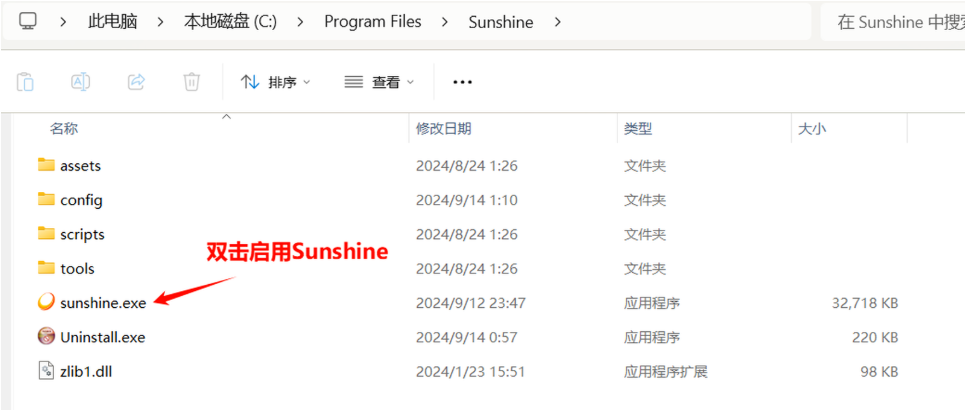 此电脑 > 本地磁盘 (C:) > Program Files > Sunshine >
在 Sunshine 中搜
排序 查看 •••
名称 修改日期 类型 大小
assets 2024/8/24 1:26 文件夹
config 2024/9/14 1:10 文件夹
scripts 2024/8/24 1:26 文件夹
双击启用Sunshine
tools 2024/8/24 1:26 文件夹
sunshine.exe 2024/9/12 23:47 应用程序 32,718 KB
Uninstall.exe 2024/9/14 0:57 应用程序 220 KB
zlib1.dll 2024/1/23 15:51 应用程序扩展 98 KB